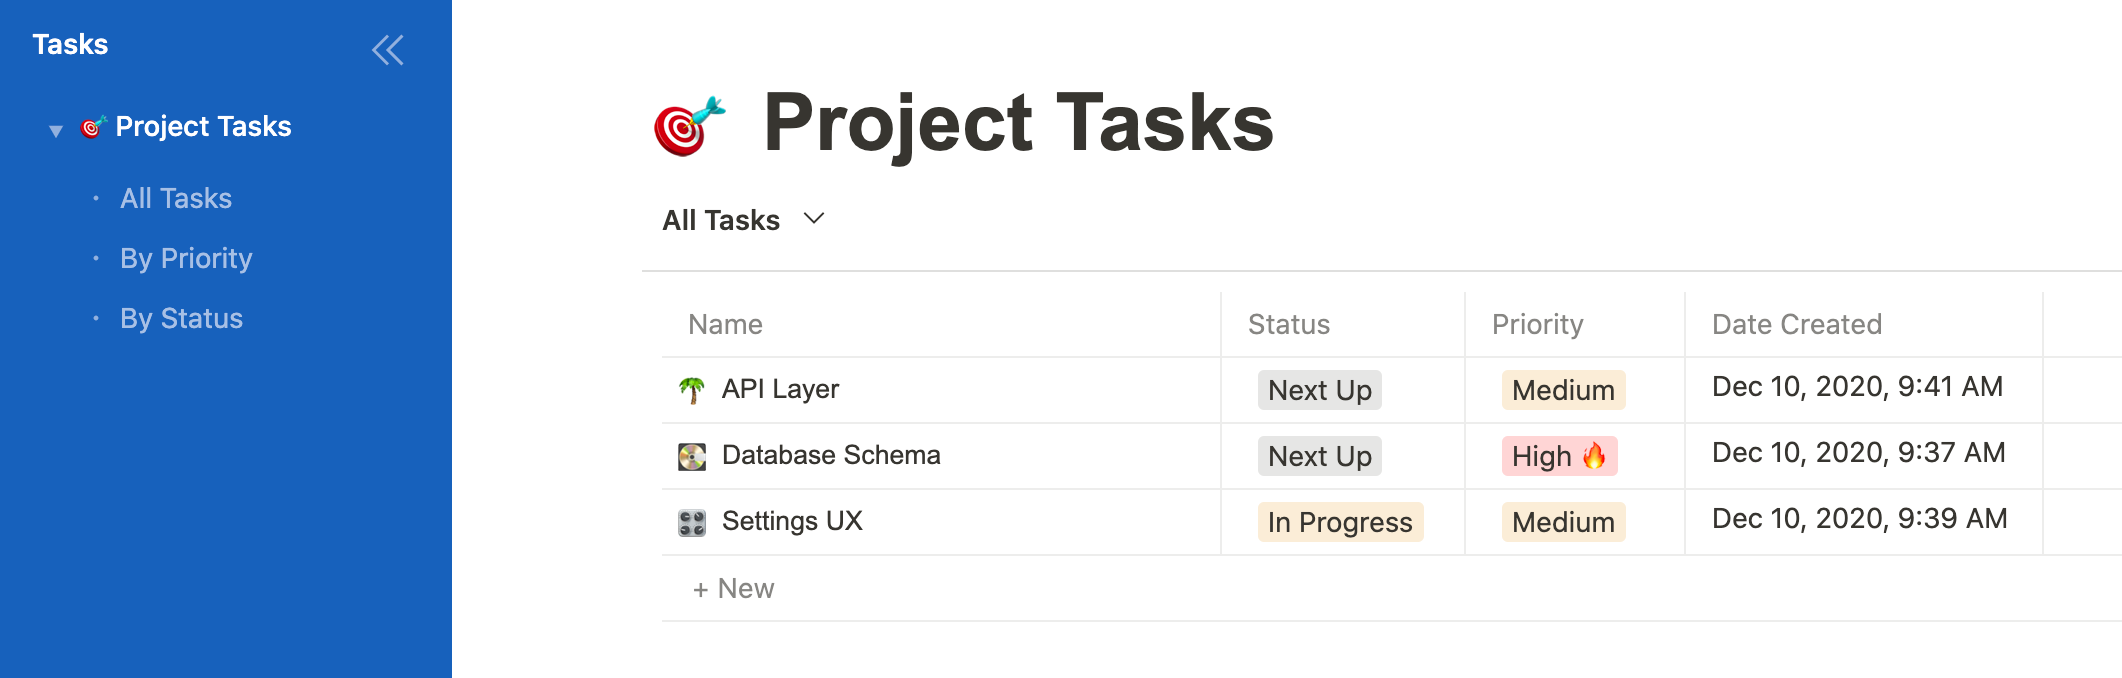 Tasks
Project Tasks
All Tasks
By Priority
By Status
Project Tasks
All Tasks
Name Status Priority Date Created
API Layer Next Up Medium Dec 10, 2020, 9:41 AM
Database Schema Next Up High 🔥 Dec 10, 2020, 9:37 AM
Settings UX In Progress Medium Dec 10, 2020, 9:39 AM
+ New